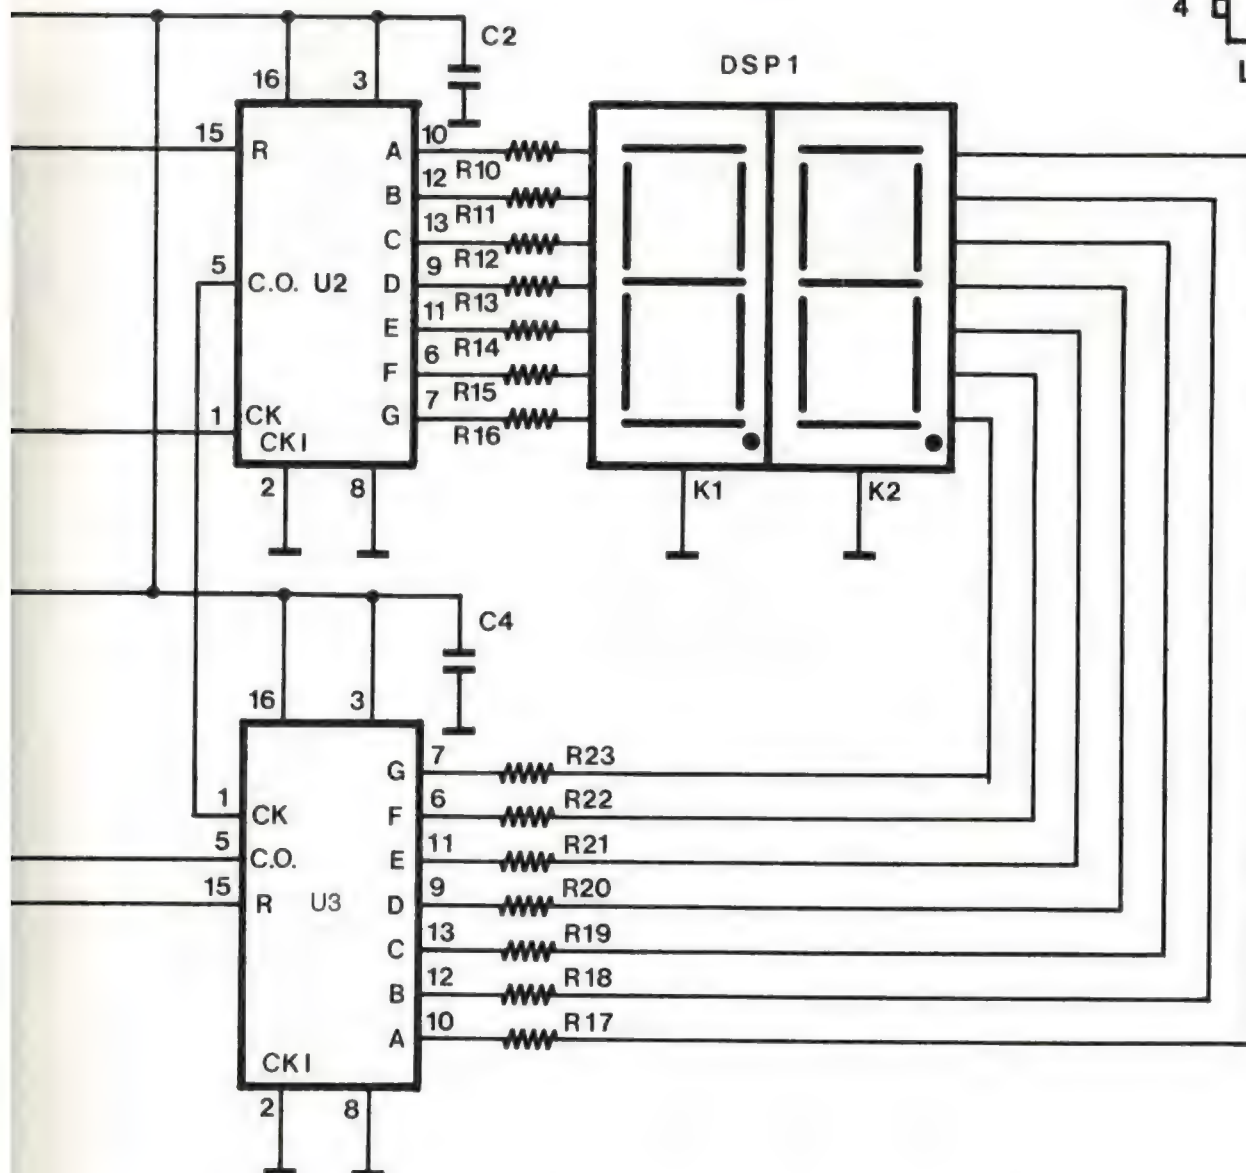 4
C2
DSP1
L
16 3
15 R A 10
R10
B 12
R11
C 13
R12
5 C.O. U2 D 9
R13
E 11
R14
F 6
R15
1 CK G 7
R16
CKI
2 8
K1 K2
C4
16 3
G 7 R23
1 CK F 6 R22
5 C.O. E 11 R21
15 R U3 D 9 R20
C 13 R19
B 12 R18
A 10 R17
CKI
2 8